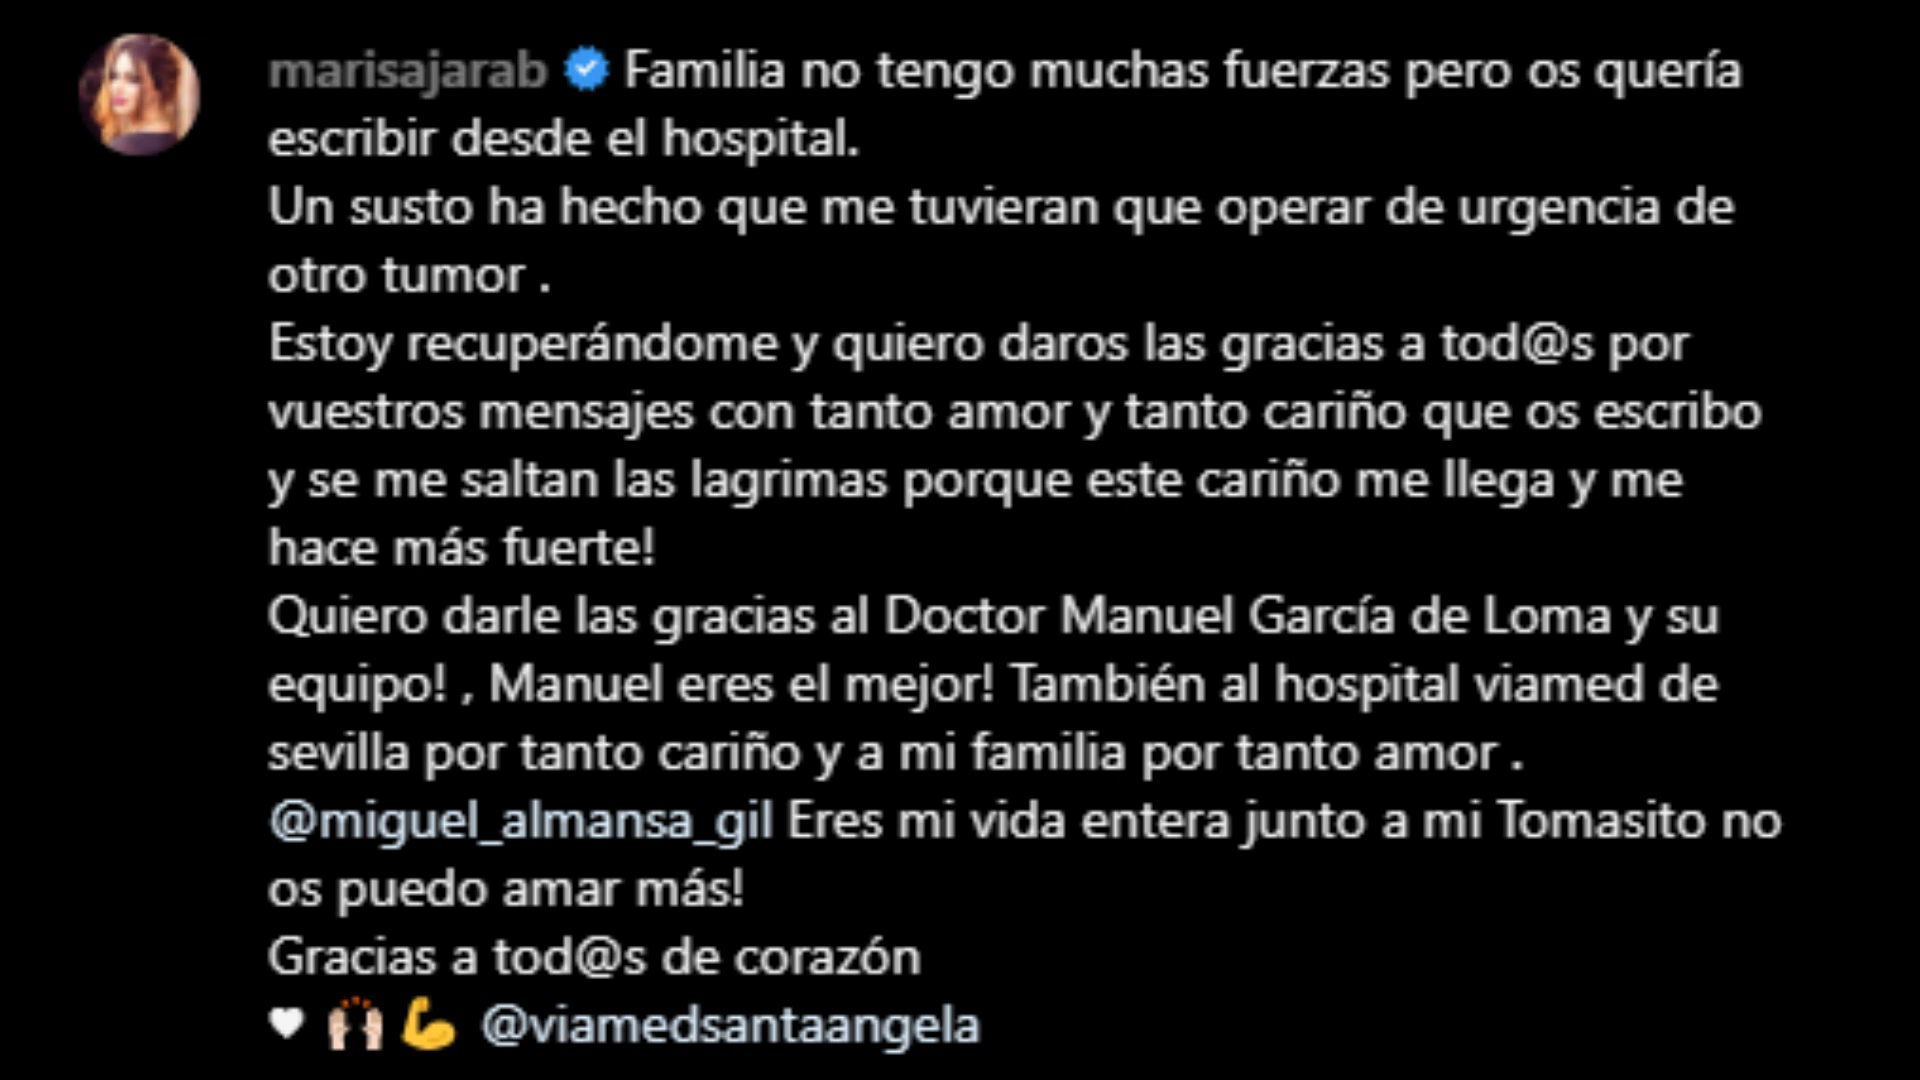 marisajarab Familia no tengo muchas fuerzas pero os quería
escribir desde el hospital.
Un susto ha hecho que me tuvieran que operar de urgencia de
otro tumor .
Estoy recuperándome y quiero daros las gracias a tod@s por
vuestros mensajes con tanto amor y tanto cariño que os escribo
y se me saltan las lagrimas porque este cariño me llega y me
hace más fuerte!
Quiero darle las gracias al Doctor Manuel García de Loma y su
equipo! , Manuel eres el mejor! También al hospital viamed de
sevilla por tanto cariño y a mi familia por tanto amor .
@miguel_almansa_gil Eres mi vida entera junto a mi Tomasito no
os puedo amar más!
Gracias a tod@s de corazón
🤍 🙌🏻 💪 @viamedsantaangela